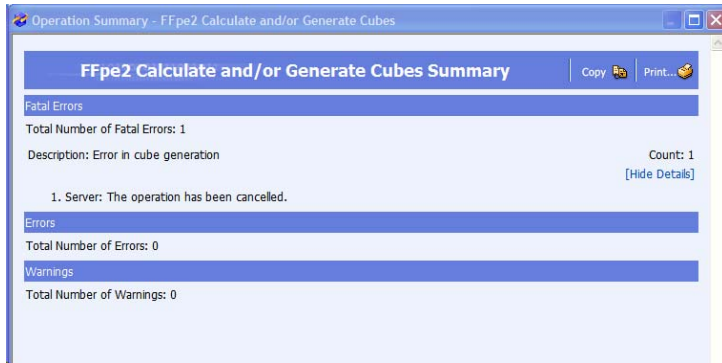 Operation Summary - FFpe2 Calculate and/or Generate Cubes
FFpe2 Calculate and/or Generate Cubes Summary
Copy
Print...
Fatal Errors
Total Number of Fatal Errors: 1
Description: Error in cube generation
Count: 1
[Hide Details]
1. Server: The operation has been cancelled.
Errors
Total Number of Errors: 0
Warnings
Total Number of Warnings: 0